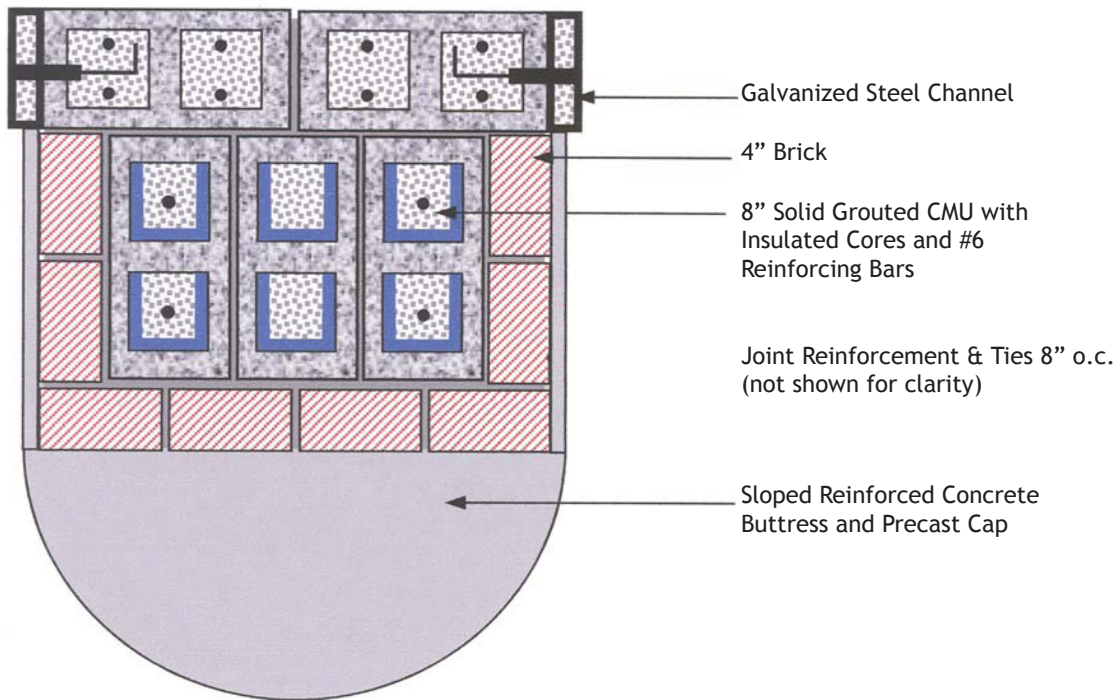 Galvanized Steel Channel
4” Brick
8” Solid Grouted CMU with
Insulated Cores and #6
Reinforcing Bars
Joint Reinforcement & Ties 8” o.c.
(not shown for clarity)
Sloped Reinforced Concrete
Buttress and Precast Cap